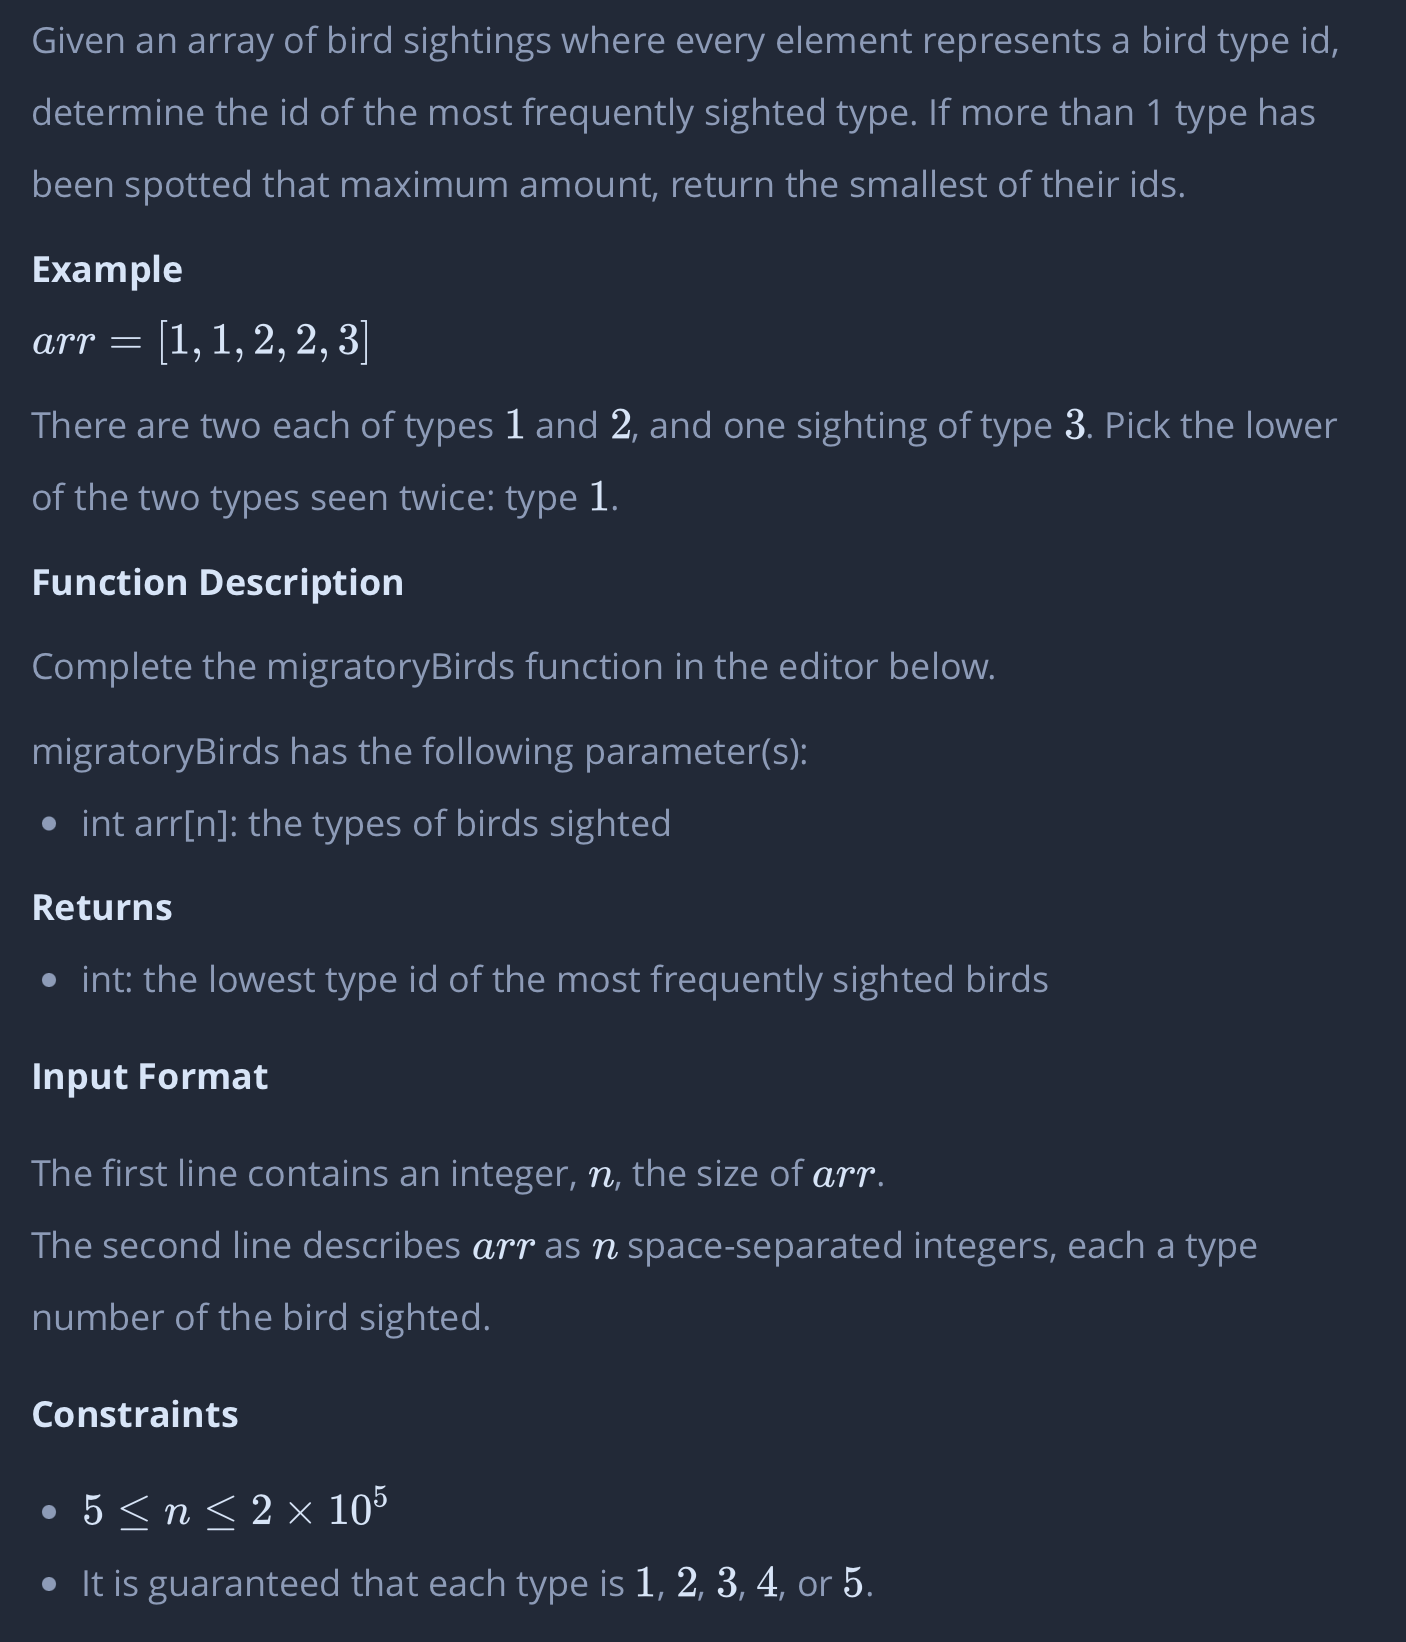 Given an array of bird sightings where every element represents a bird type id,
determine the id of the most frequently sighted type. If more than 1 type has
been spotted that maximum amount, return the smallest of their ids.
Example
arr = [1, 1, 2, 2, 3]
There are two each of types 1 and 2, and one sighting of type 3. Pick the lower
of the two types seen twice: type 1.
Function Description
Complete the migratoryBirds function in the editor below.
migratoryBirds has the following parameter(s):
• int arr[n]: the types of birds sighted
Returns
• int: the lowest type id of the most frequently sighted birds
Input Format
The first line contains an integer, n, the size of arr.
The second line describes arr as n space-separated integers, each a type
number of the bird sighted.
Constraints
• 5 ≤ n ≤ 2 × 10⁵
• It is guaranteed that each type is 1, 2, 3, 4, or 5.